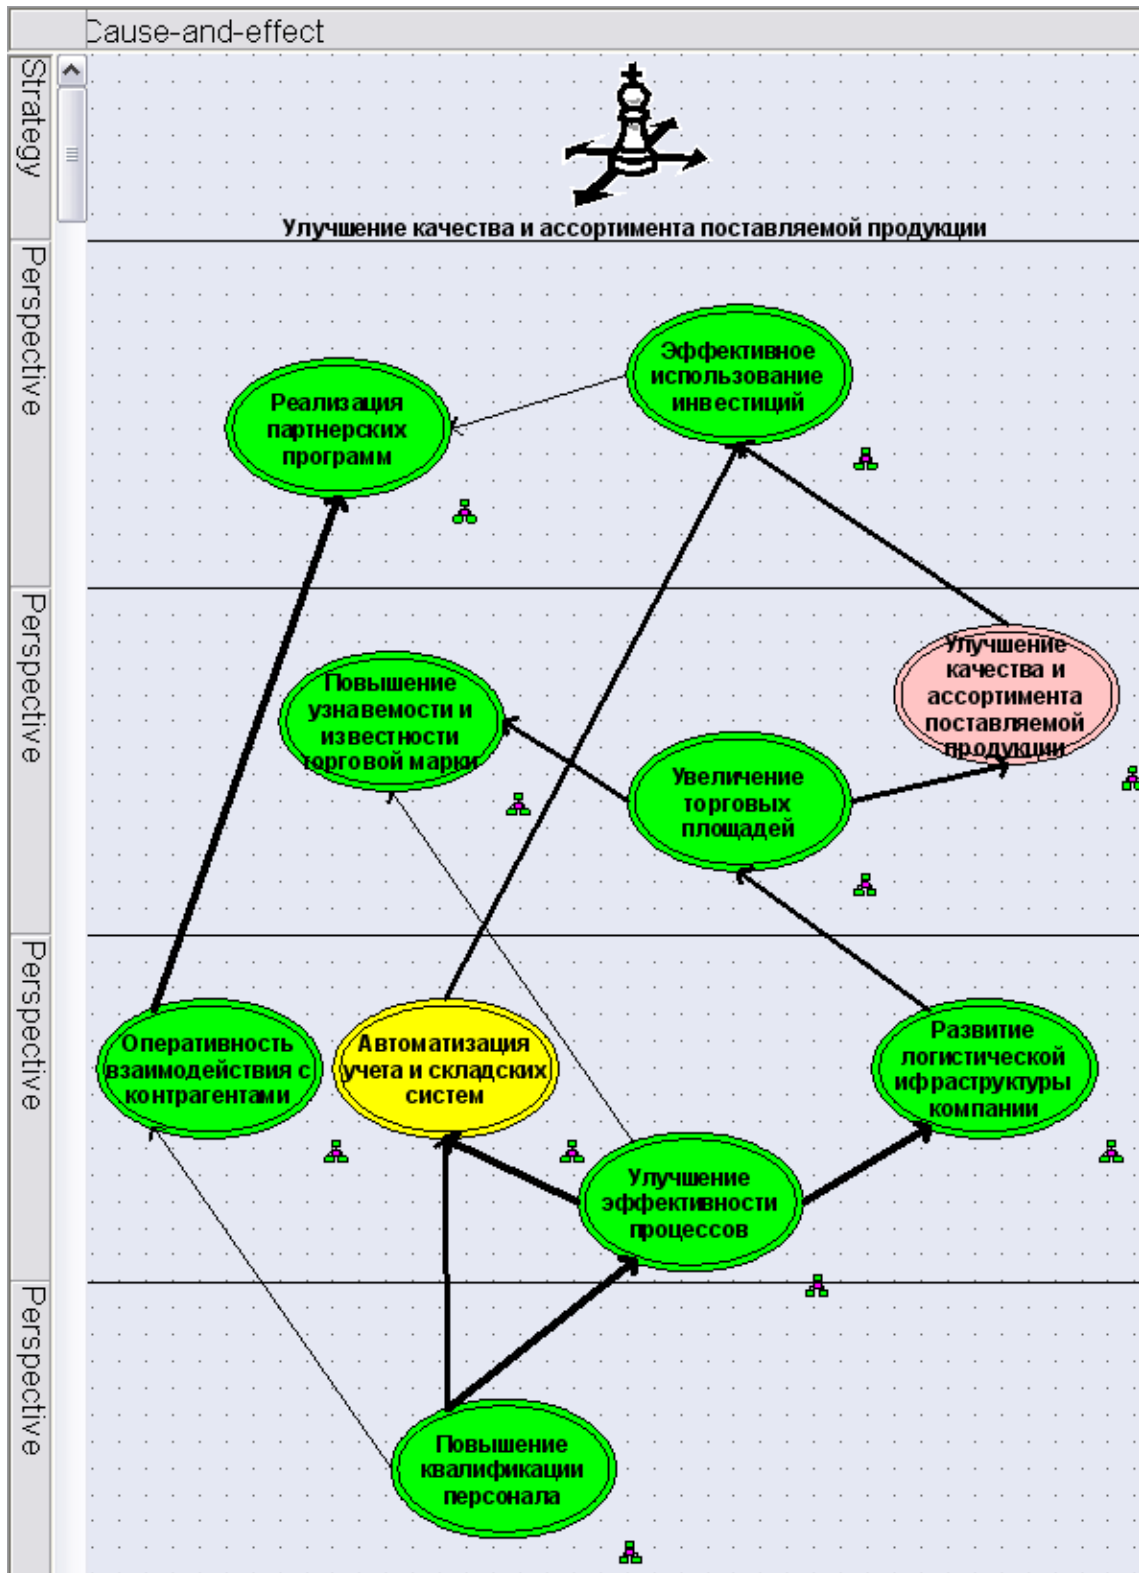 Cause-and-effect
Strategy
Улучшение качества и ассортимента поставляемой продукции
Perspective
Эффективное
использование
инвестиций
Реализация
партнерских
программ
Perspective
Улучшение
качества и
ассортимента
поставляемой
продукции
Повышение
узнавемости и
известности
торговой марки
Увеличение
торговых
площадей
Perspective
Оперативность
взаимодействия с
контрагентами
Автоматизация
учета и складских
систем
Развитие
логистической
ифраструктуры
компании
Улучшение
эффективности
процессов
Perspective
Повышение
квалификации
персонала